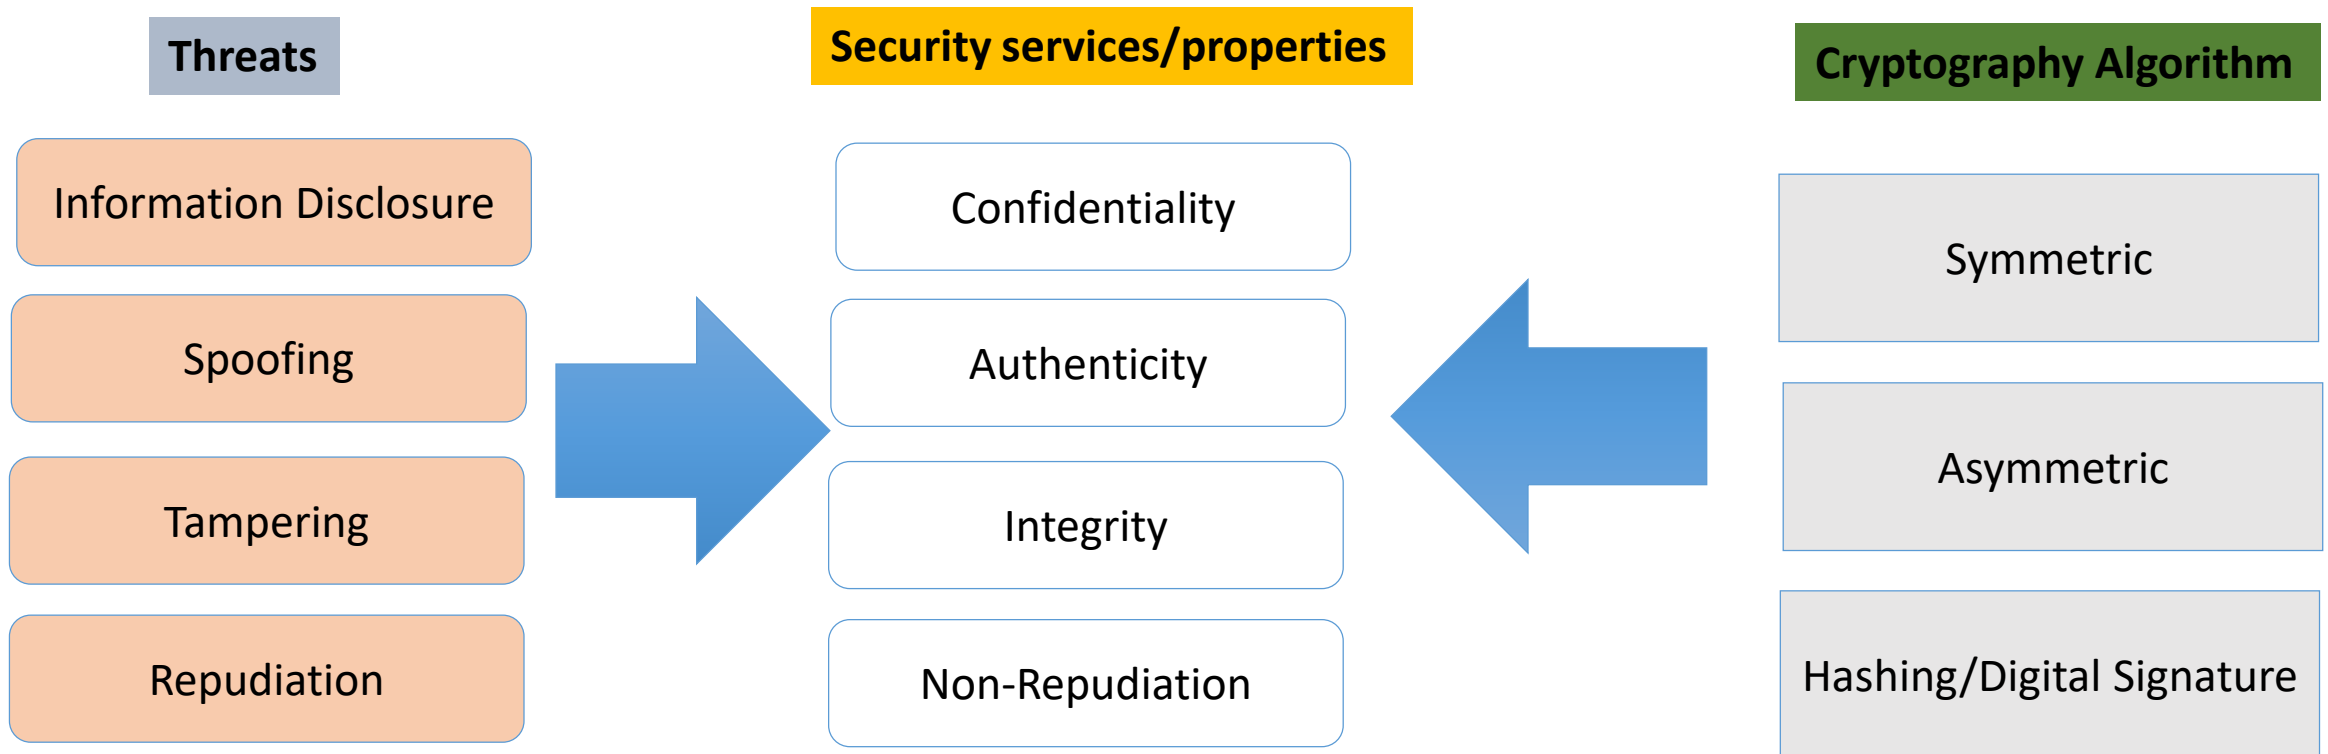 Threats
Security services/properties
Cryptography Algorithm
Information Disclosure
Confidentiality
Symmetric
Spoofing
Authenticity
Asymmetric
Tampering
Integrity
Repudiation
Non-Repudiation
Hashing/Digital Signature